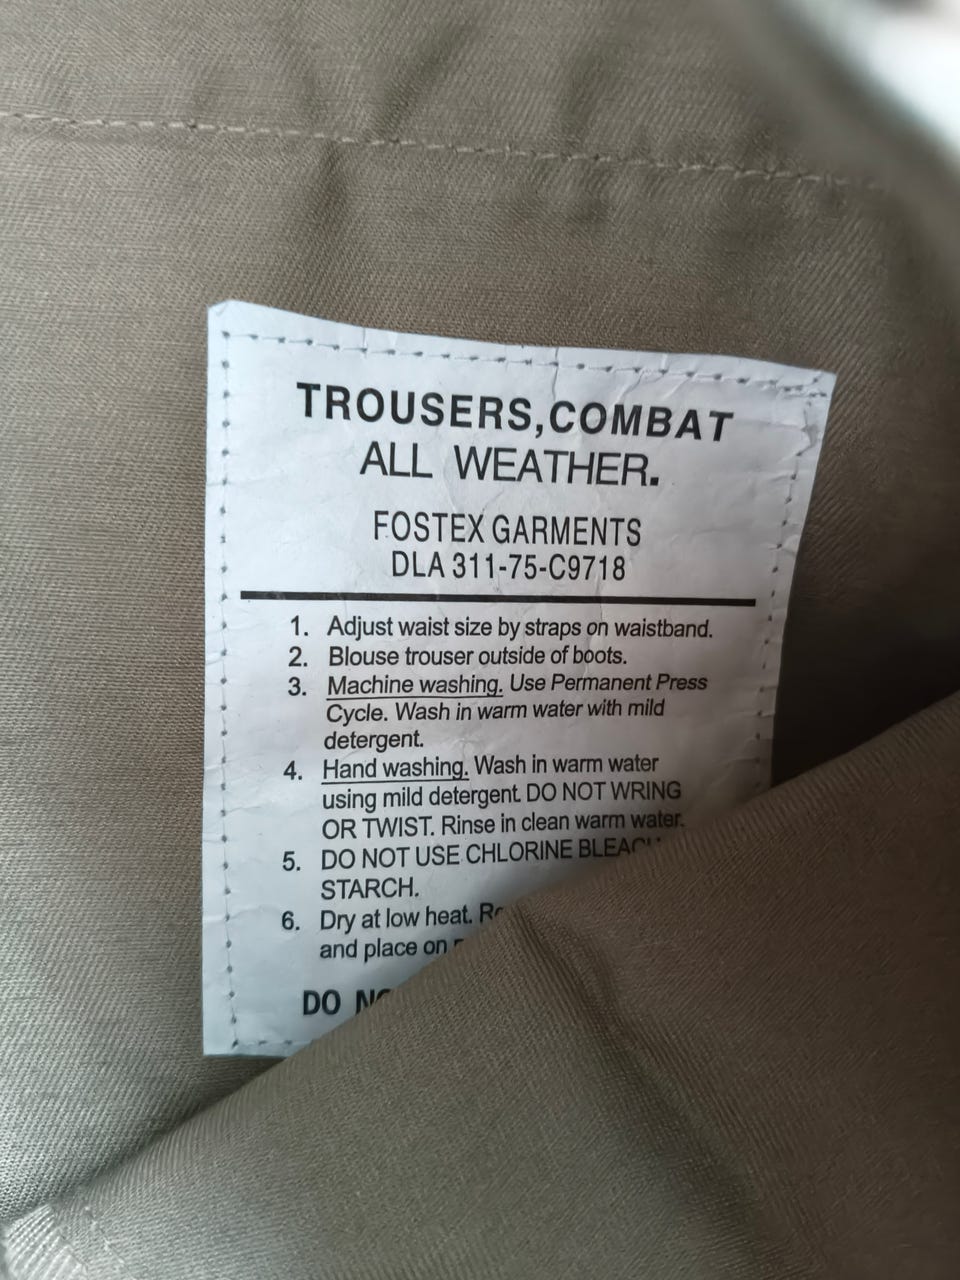 TROUSERS,COMBAT
ALL WEATHER.
FOSTEX GARMENTS
DLA 311-75-C9718
1. Adjust waist size by straps on waistband.
2. Blouse trouser outside of boots.
3. Machine washing. Use Permanent Press
Cycle. Wash in warm water with mild
detergent.
4. Hand washing. Wash in warm water
using mild detergent. DO NOT WRING
OR TWIST. Rinse in clean warm water.
5. DO NOT USE CHLORINE BLEACH
STARCH.
6. Dry at low heat.
and place on
DO